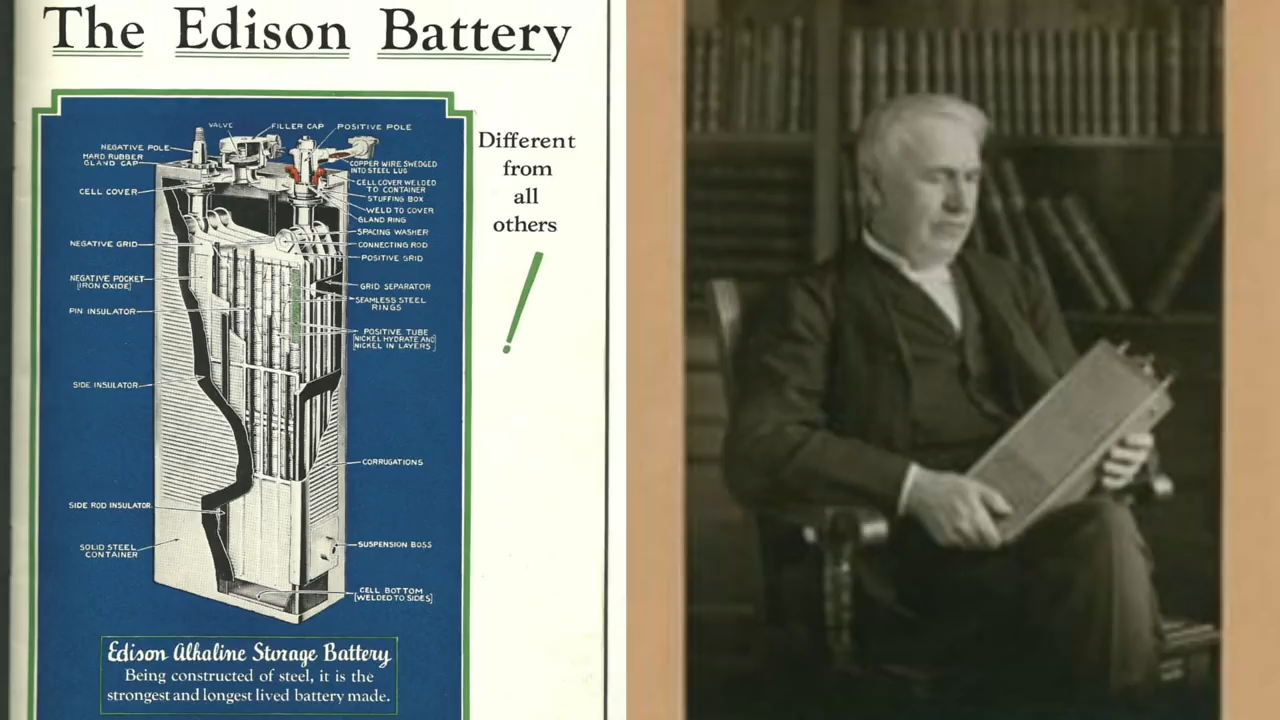 The Edison Battery
Different
from
all
others
!
VALVE
FILLER CAP
POSITIVE POLE
NEGATIVE POLE
HARD RUBBER
GLAND CAP
COPPER WIRE SWEDGED
INTO STEEL LUG
CELL COVER
CELL COVER WELDED
TO CONTAINER
STUFFING BOX
WELD TO COVER
GLAND RING
SPACING WASHER
NEGATIVE GRID
CONNECTING ROD
POSITIVE GRID
NEGATIVE POCKET
[IRON OXIDE]
GRID SEPARATOR
SEAMLESS STEEL
RINGS
PIN INSULATOR
POSITIVE TUBE
[NICKEL HYDRATE AND
NICKEL IN LAYERS]
SIDE INSULATOR
CORRUGATIONS
SIDE ROD INSULATOR
SOLID STEEL
CONTAINER
SUSPENSION BOSS
CELL BOTTOM
[WELDED TO SIDES]
Edison Alkaline Storage Battery
Being constructed of steel, it is the
strongest and longest lived battery made.